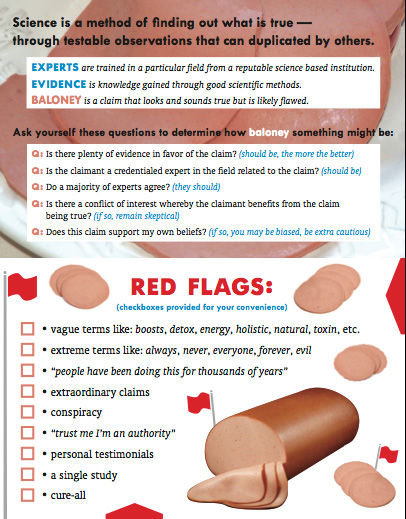 Science is a method of finding out what is true —
through testable observations that can duplicated by others.
EXPERTS are trained in a particular field from a reputable science based institution.
EVIDENCE is knowledge gained through good scientific methods.
BALONEY is a claim that looks and sounds true but is likely flawed.
Ask yourself these questions to determine how baloney something might be:
Q: Is there plenty of evidence in favor of the claim? (should be, the more the better)
Q: Is the claimant a credentialed expert in the field related to the claim? (should be)
Q: Do a majority of experts agree? (they should)
Q: Is there a conflict of interest whereby the claimant benefits from the claim
being true? (if so, remain skeptical)
Q: Does this claim support my own beliefs? (if so, you may be biased, be extra cautious)
RED FLAGS:
(checkboxes provided for your convenience)
• vague terms like: boosts, detox, energy, holistic, natural, toxin, etc.
• extreme terms like: always, never, everyone, forever, evil
• “people have been doing this for thousands of years”
• extraordinary claims
• conspiracy
• “trust me I'm an authority”
• personal testimonials
• a single study
• cure-all